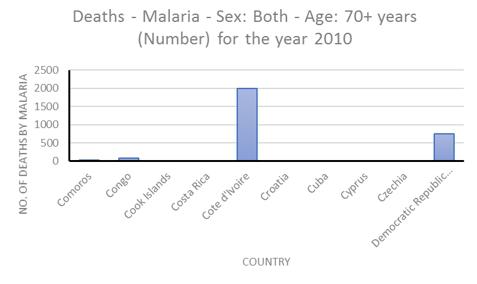 Deaths - Malaria - Sex: Both - Age: 70+ years
(Number) for the year 2010
NO. OF DEATHS BY MALARIA
2500
2000
1500
1000
500
0
Comoros
Congo
Cook Islands
Costa Rica
Cote d'Ivoire
Croatia
Cuba
Cyprus
Czechia
Democratic Republic...
COUNTRY